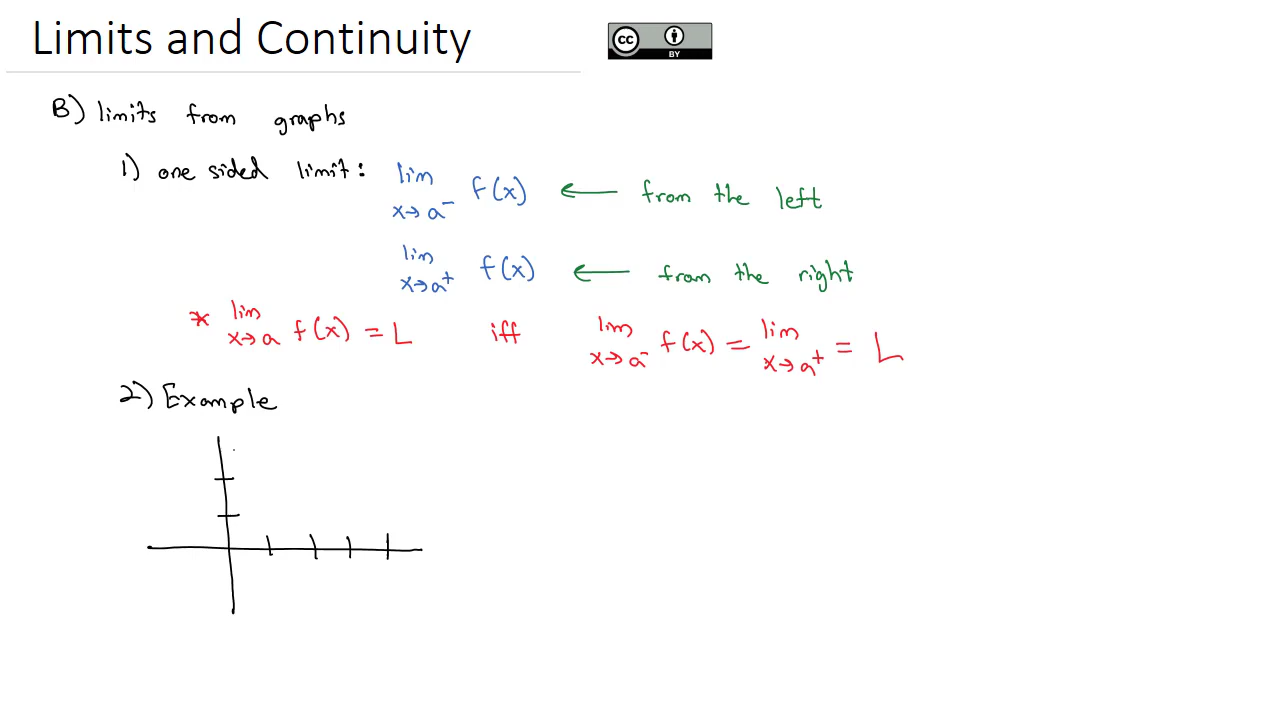 Limits and Continuity
CC BY
B) limits from graphs
1) one sided limit: lim x→a⁻ f(x) ← from the left
lim x→a⁺ f(x) ← from the right
* lim x→a f(x) = L iff lim x→a⁻ f(x) = lim x→a⁺ = L
2) Example